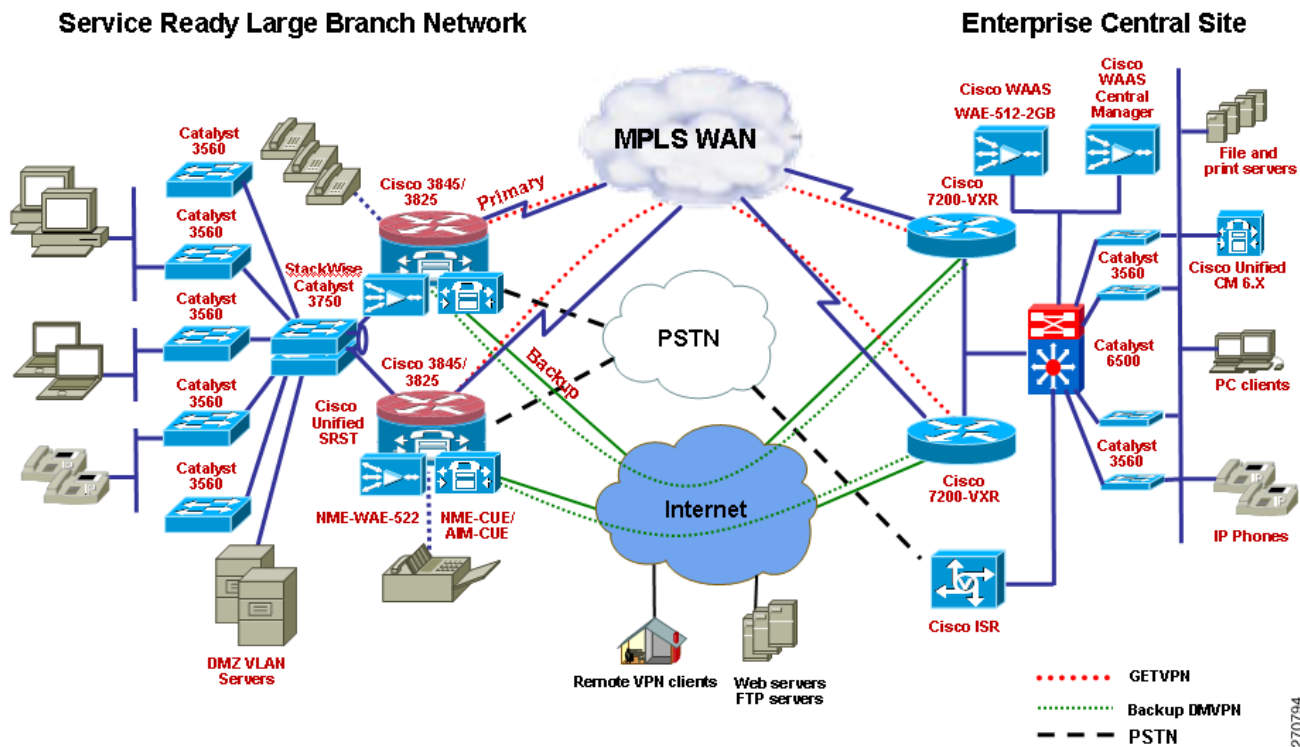 Service Ready Large Branch Network
Enterprise Central Site
Catalyst
3560
Catalyst
3560
Catalyst
3560
Catalyst
3560
Catalyst
3560
StackWise
Catalyst
3750
Cisco 3845/
3825
Primary
Cisco 3845/
3825
Backup
Cisco
Unified
SRST
NME-WAE-522
NME-CUE/
AIM-CUE
DMZ VLAN
Servers
MPLS WAN
PSTN
Internet
Remote VPN clients
Web servers
FTP servers
Cisco WAAS
WAE-512-2GB
Cisco
WAAS
Central
Manager
Cisco
7200-VXR
Cisco
7200-VXR
Catalyst
3560
Catalyst
6500
Catalyst
3560
File and
print servers
Cisco Unified
CM 6.X
PC clients
IP
IP
IP
IP
IP Phones
Cisco ISR
GETVPN
Backup DMVPN
PSTN
270794